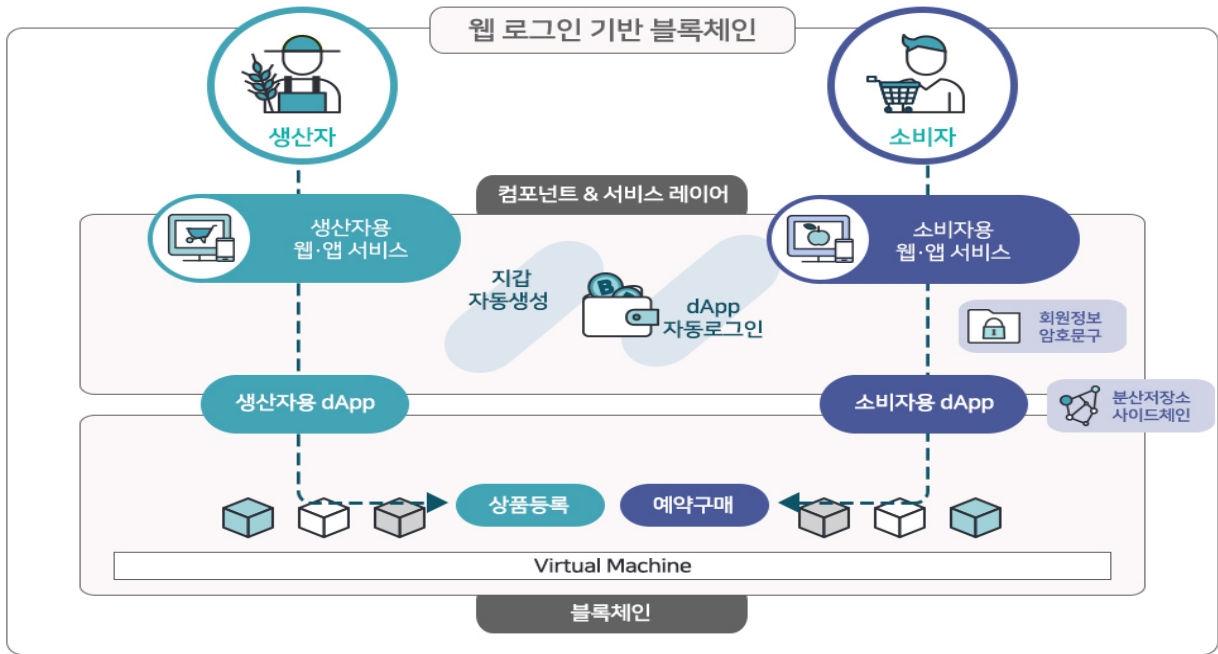 웹 로그인 기반 블록체인
생산자
소비자
컴포넌트 & 서비스 레이어
생산자용
웹·앱 서비스
소비자용
웹·앱 서비스
지갑
자동생성
dApp
자동로그인
회원정보
암호문구
생산자용 dApp
소비자용 dApp
분산저장소
사이드체인
상품등록
예약구매
Virtual Machine
블록체인